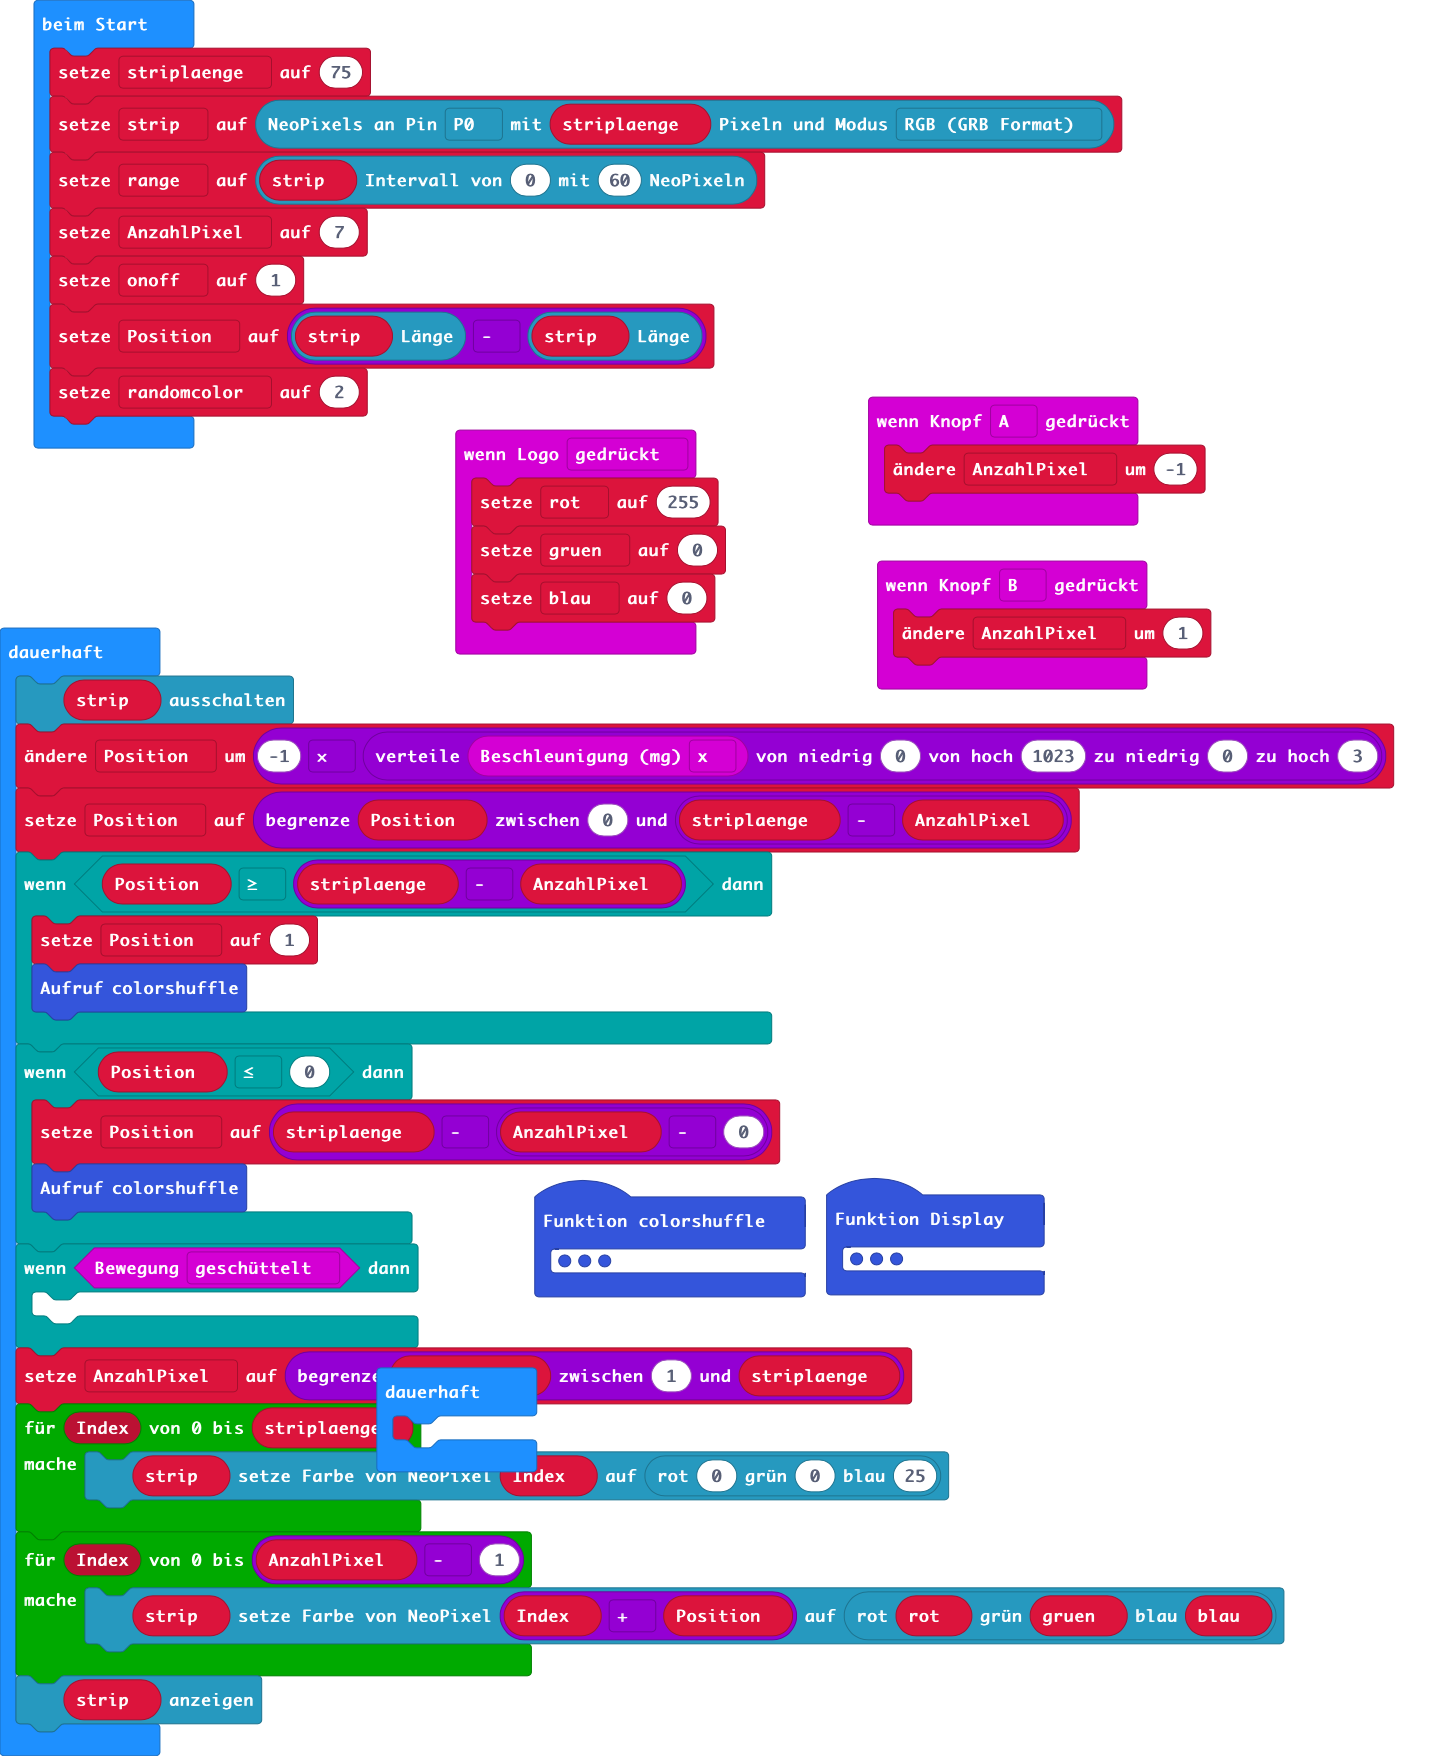 beim Start
setze striplaenge auf 75
setze strip auf NeoPixels an Pin P0 mit striplaenge Pixeln und Modus RGB (GRB Format)
setze range auf strip Intervall von 0 mit 60 NeoPixeln
setze AnzahlPixel auf 7
setze onoff auf 1
setze Position auf strip Länge - strip Länge
setze randomcolor auf 2
wenn Logo gedrückt
setze rot auf 255
setze gruen auf 0
setze blau auf 0
wenn Knopf A gedrückt
ändere AnzahlPixel um -1
wenn Knopf B gedrückt
ändere AnzahlPixel um 1
dauerhaft
strip ausschalten
ändere Position um -1 × verteile Beschleunigung (mg) x von niedrig 0 von hoch 1023 zu niedrig 0 zu hoch 3
setze Position auf begrenze Position zwischen 0 und striplaenge - AnzahlPixel
wenn Position ≥ striplaenge - AnzahlPixel dann
setze Position auf 1
Aufruf colorshuffle
wenn Position ≤ 0 dann
setze Position auf striplaenge - AnzahlPixel - 0
Aufruf colorshuffle
wenn Bewegung geschüttelt dann
setze AnzahlPixel auf begrenze zwischen 1 und striplaenge
für Index von 0 bis striplaenge
mache strip setze Farbe von NeoPixel Index auf rot 0 grün 0 blau 25
für Index von 0 bis AnzahlPixel - 1
mache strip setze Farbe von NeoPixel Index + Position auf rot rot grün gruen blau blau
strip anzeigen
Funktion colorshuffle
Funktion Display
dauerhaft